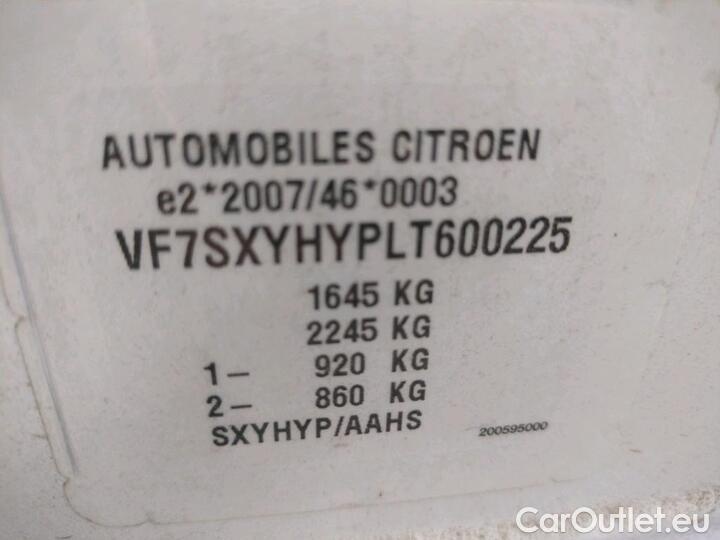 AUTOMOBILES CITROEN
e2*2007/46*0003
VF7SXYHYPLT600225
1645 KG
2245 KG
1– 920 KG
2– 860 KG
SXYHYP/AAHS 200595000
CarOutlet.eu